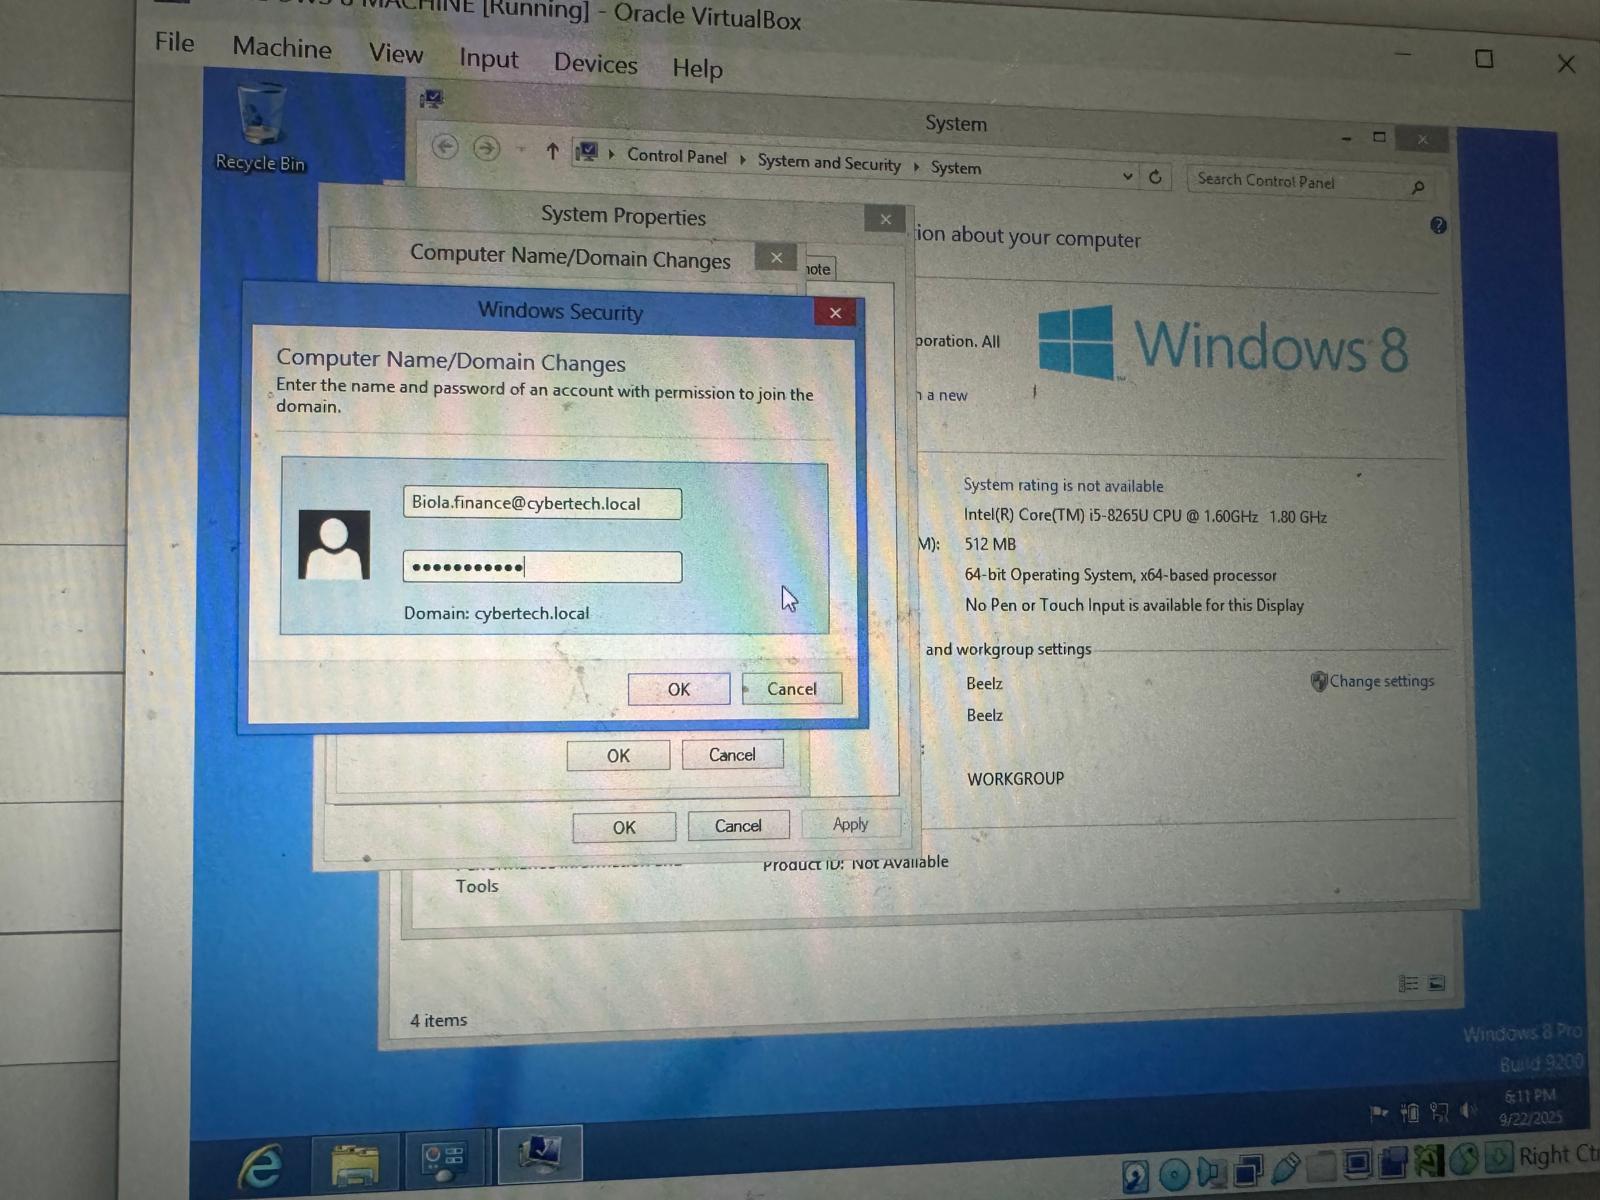 MACHINE [Running] - Oracle VirtualBox
File Machine View Input Devices Help
Recycle Bin
System
Control Panel System and Security System
Search Control Panel
System Properties
Computer Name/Domain Changes
Windows Security
Computer Name/Domain Changes
Enter the name and password of an account with permission to join the
domain.
Biola.finance@cybertech.local
Domain: cybertech.local
OK Cancel
OK Cancel
OK Cancel Apply
tion about your computer
poration. All
Windows 8
n a new
System rating is not available
Intel(R) Core(TM) i5-8265U CPU @ 1.60GHz 1.80 GHz
M): 512 MB
64-bit Operating System, x64-based processor
No Pen or Touch Input is available for this Display
and workgroup settings
Beelz
Change settings
Beelz
WORKGROUP
Product ID: Not Available
Tools
4 items
Windows 8 Pro
Build 9200
6:11 PM
9/22/2025
Right Ct